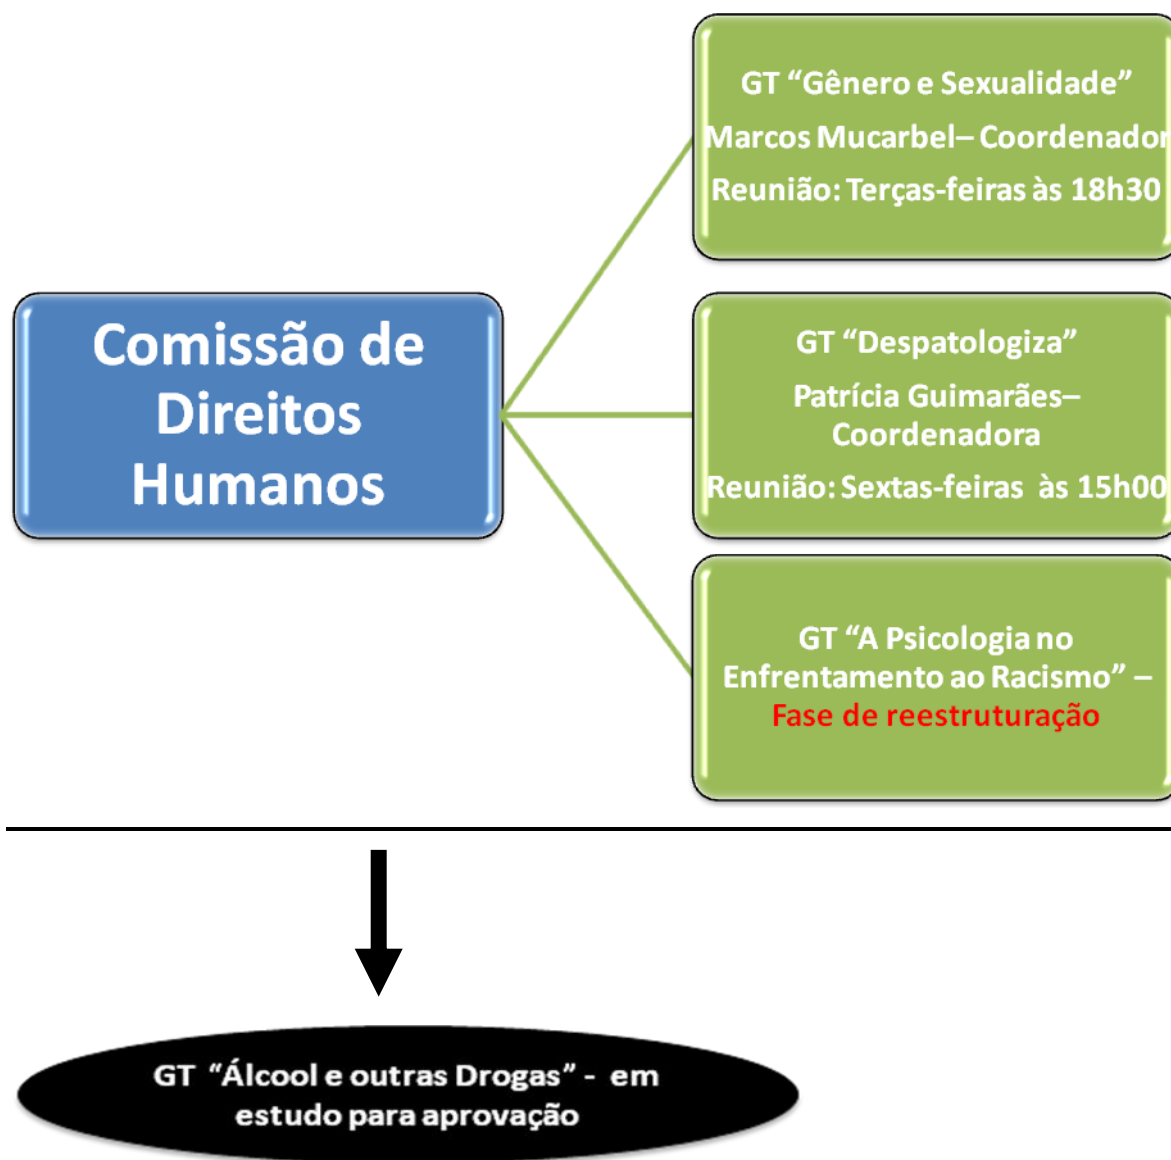 Comissão de
Direitos
Humanos
GT “Gênero e Sexualidade”
Marcos Mucarbel– Coordenador
Reunião: Terças-feiras às 18h30
GT “Despatologiza”
Patrícia Guimarães–
Coordenadora
Reunião: Sextas-feiras às 15h00
GT “A Psicologia no
Enfrentamento ao Racismo” –
Fase de reestruturação
GT “Álcool e outras Drogas” - em
estudo para aprovação